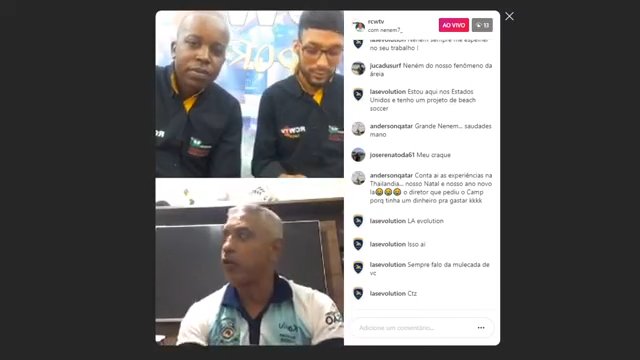 rcwtv
com nenem7_
AO VIVO
13
lasevolution Nenem sempre me espelhei
no seu trabalho !
jucadusurf Neném do nosso fenômeno da
áreia
lasevolution Estou aqui nos Estados
Unidos e tenho um projeto de beach
soccer
andersonqatar Grande Nenem... saudades
mano
joserenatoda61 Meu craque
andersonqatar Conta ai as experiências na
Thailandia... nosso Natal e nosso ano novo
la😂😂😂 o diretor que pediu o Camp
porq tinha um dinheiro pra gastar kkkk
lasevolution LA evolution
lasevolution Isso aí
lasevolution Sempre falo da mulecada de
vc
lasevolution Ctz
Adicione um comentário...